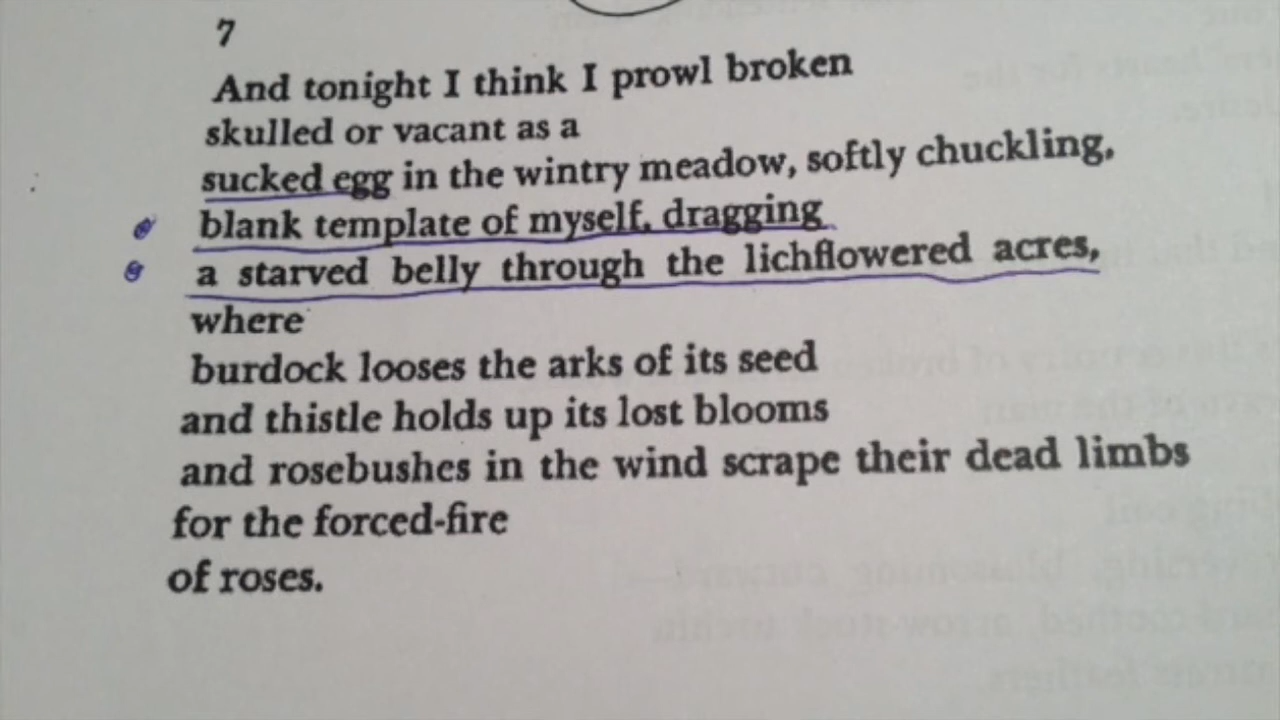 7
And tonight I think I prowl broken
skulled or vacant as a
sucked egg in the wintry meadow, softly chuckling,
blank template of myself, dragging
a starved belly through the lichflowered acres,
where
burdock looses the arks of its seed
and thistle holds up its lost blooms
and rosebushes in the wind scrape their dead limbs
for the forced-fire
of roses.